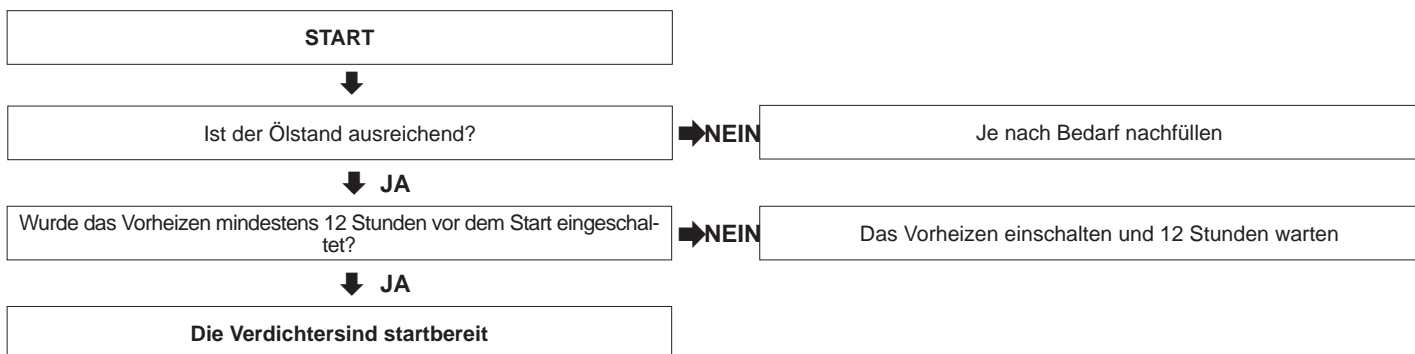 START
Ist der Ölstand ausreichend?
NEIN
Je nach Bedarf nachfüllen
JA
Wurde das Vorheizen mindestens 12 Stunden vor dem Start eingeschal-
tet?
NEIN
Das Vorheizen einschalten und 12 Stunden warten
JA
Die Verdichtersind startbereit